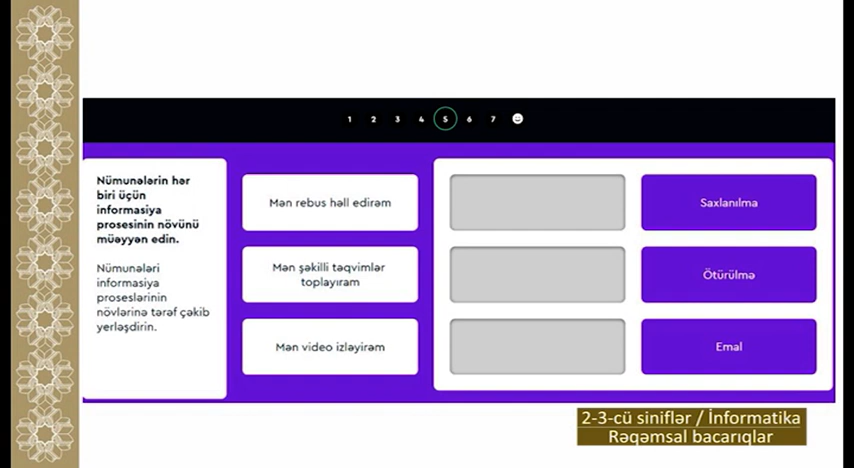 1 2 3 4 5 6 7
Nümunələrin hər
biri üçün
informasiya
prosesinin növünü
müəyyən edin.
Nümunələri
informasiya
proseslərinin
növlərinə tərəf çəkib
yerləşdirin.
Mən rebus həll edirəm
Saxlanılma
Mən şəkilli təqvimlər
toplayıram
Ötürülmə
Mən video izləyirəm
Emal
2-3-cü siniflər / İnformatika
Rəqəmsal bacarıqlar